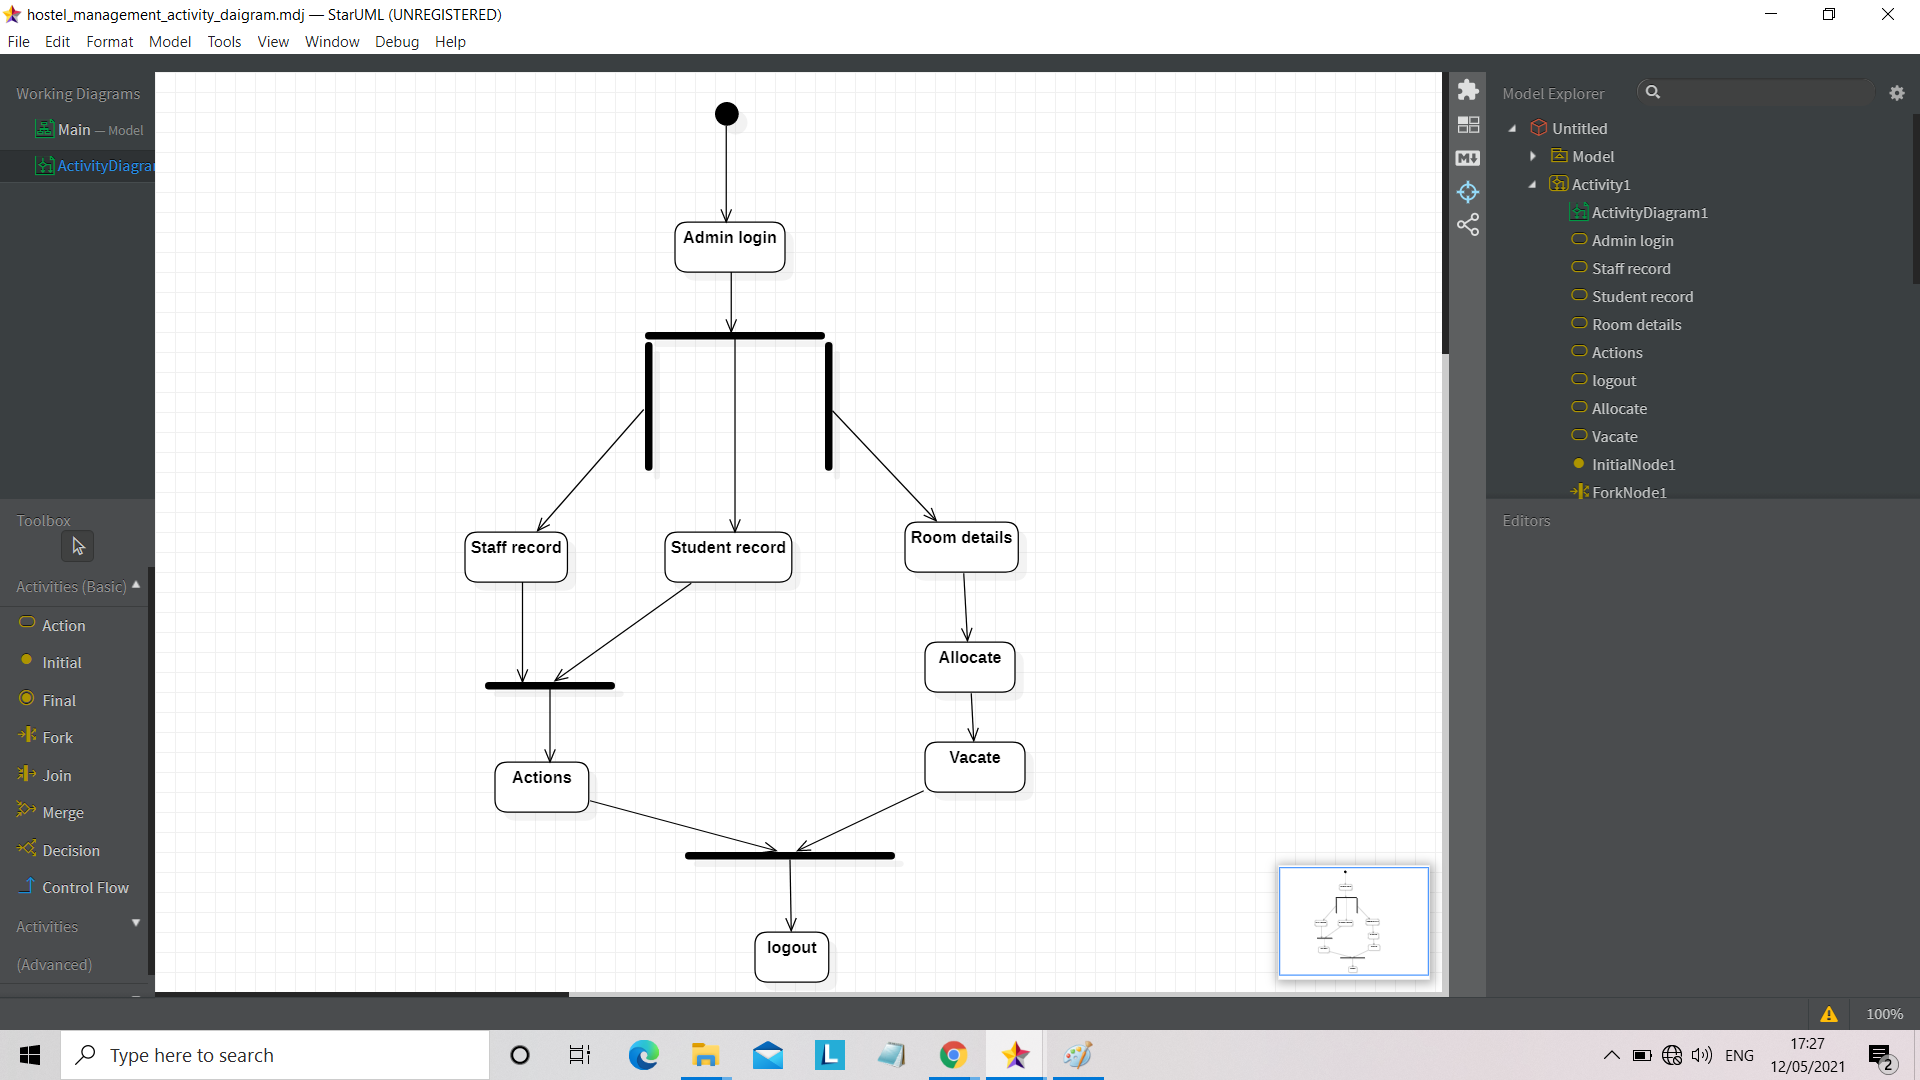 hostel_management_activity_daigram.mdj — StarUML (UNREGISTERED)
File Edit Format Model Tools View Window Debug Help
Working Diagrams
Main — Model
ActivityDiagra
Toolbox
Activities (Basic)
Action
Initial
Final
Fork
Join
Merge
Decision
Control Flow
Activities
(Advanced)
Admin login
Staff record
Student record
Room details
Allocate
Vacate
Actions
logout
M
Model Explorer
Untitled
Model
Activity1
ActivityDiagram1
Admin login
Staff record
Student record
Room details
Actions
logout
Allocate
Vacate
InitialNode1
ForkNode1
Editors
100%
Type here to search
L
ENG
17:27
12/05/2021
2